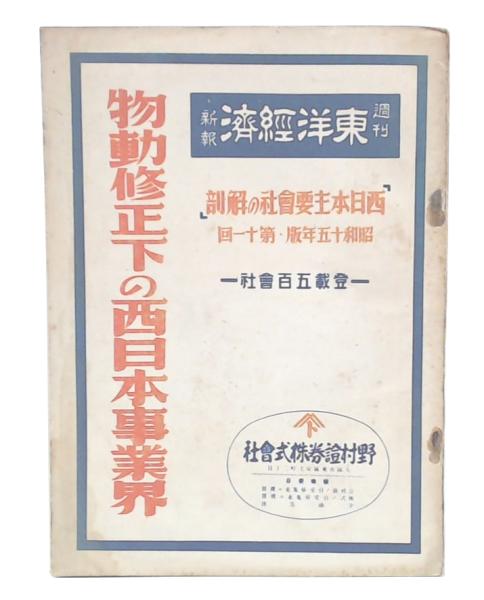 週刊
東洋經濟
新報
「西日本主要會社の解剖」
昭和十五年版・第十一回
―登載五百會社―
物動修正下の西日本事業界
野村證券株式會社